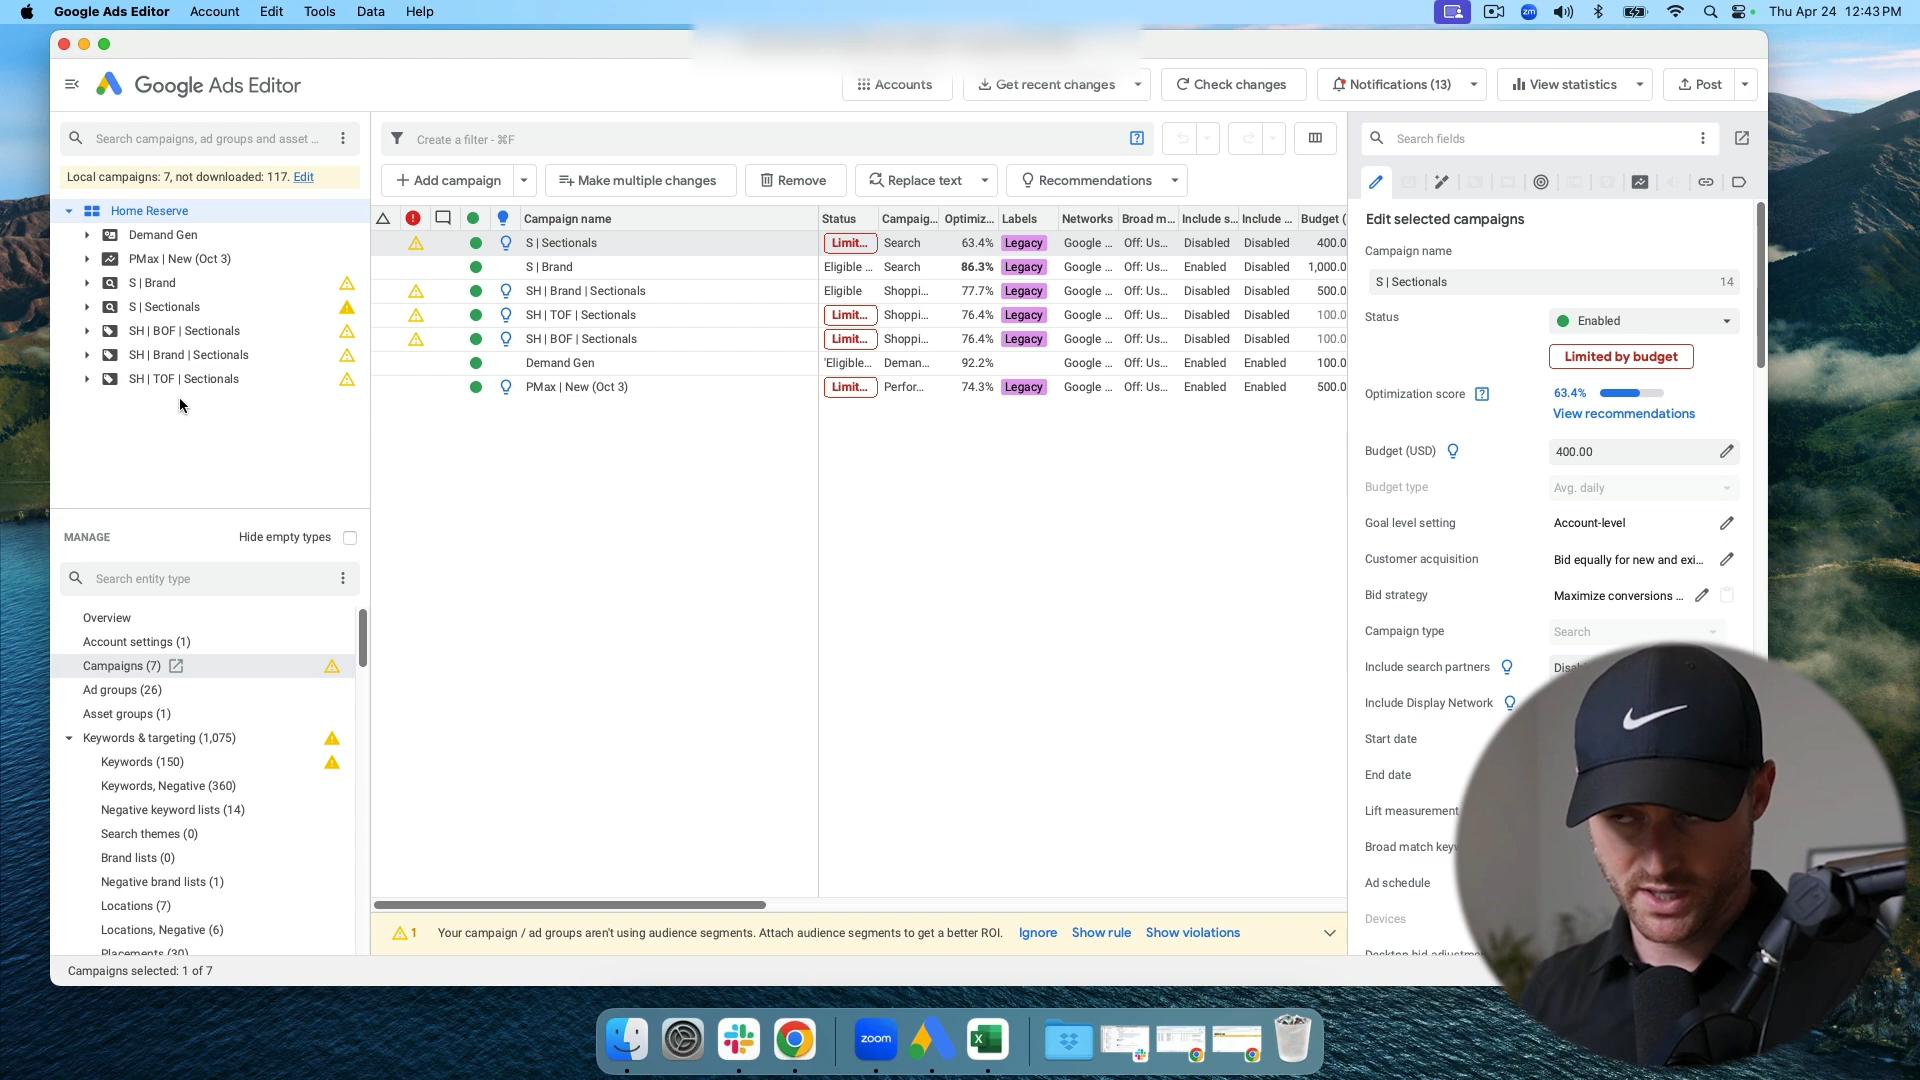 Google Ads Editor Account Edit Tools Data Help zm Thu Apr 24 12:43 PM
Google Ads Editor Accounts Get recent changes Check changes Notifications (13) View statistics Post
Search campaigns, ad groups and asset ...
Create a filter - ⌘F
Search fields
Local campaigns: 7, not downloaded: 117. Edit
+ Add campaign Make multiple changes Remove Replace text Recommendations
Home Reserve
Demand Gen
PMax | New (Oct 3)
S | Brand
S | Sectionals
SH | BOF | Sectionals
SH | Brand | Sectionals
SH | TOF | Sectionals
Campaign name Status Campaig... Optimiz... Labels Networks Broad m... Include s... Include ... Budget (
S | Sectionals Limit... Search 63.4% Legacy Google ... Off: Us... Disabled Disabled 400.0
S | Brand Eligible ... Search 86.3% Legacy Google ... Off: Us... Enabled Disabled 1,000.0
SH | Brand | Sectionals Eligible Shoppi... 77.7% Legacy Google ... Off: Us... Disabled Disabled 500.0
SH | TOF | Sectionals Limit... Shoppi... 76.4% Legacy Google ... Off: Us... Disabled Disabled 100.0
SH | BOF | Sectionals Limit... Shoppi... 76.4% Legacy Google ... Off: Us... Disabled Disabled 100.0
Demand Gen 'Eligible... Deman... 92.2% Google ... Off: Us... Enabled Enabled 100.0
PMax | New (Oct 3) Limit... Perfor... 74.3% Legacy Google ... Off: Us... Enabled Enabled 500.0
Edit selected campaigns
Campaign name
S | Sectionals 14
Status Enabled
Limited by budget
Optimization score ? 63.4%
View recommendations
Budget (USD) 400.00
Budget type Avg. daily
Goal level setting Account-level
Customer acquisition Bid equally for new and exi...
Bid strategy Maximize conversions ...
Campaign type Search
Include search partners
Include Display Network
Start date
End date
Lift measurement
Broad match key
Ad schedule
Devices
MANAGE Hide empty types
Search entity type
Overview
Account settings (1)
Campaigns (7)
Ad groups (26)
Asset groups (1)
Keywords & targeting (1,075)
Keywords (150)
Keywords, Negative (360)
Negative keyword lists (14)
Search themes (0)
Brand lists (0)
Negative brand lists (1)
Locations (7)
Locations, Negative (6)
Placements (30)
1 Your campaign / ad groups aren't using audience segments. Attach audience segments to get a better ROI. Ignore Show rule Show violations
Campaigns selected: 1 of 7
zoom